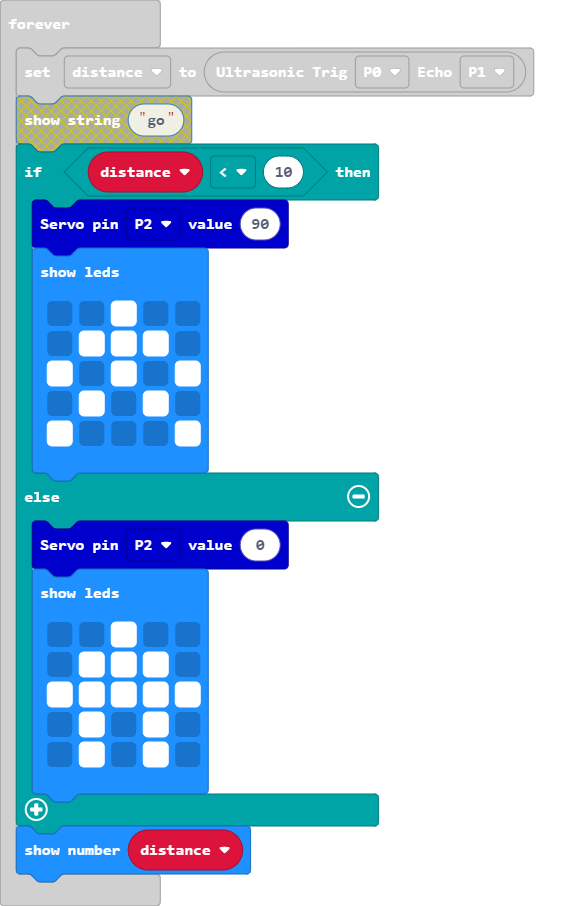 forever
set distance to Ultrasonic Trig P0 Echo P1
show string "go"
if distance < 10 then
Servo pin P2 value 90
show leds
else
Servo pin P2 value 0
show leds
show number distance